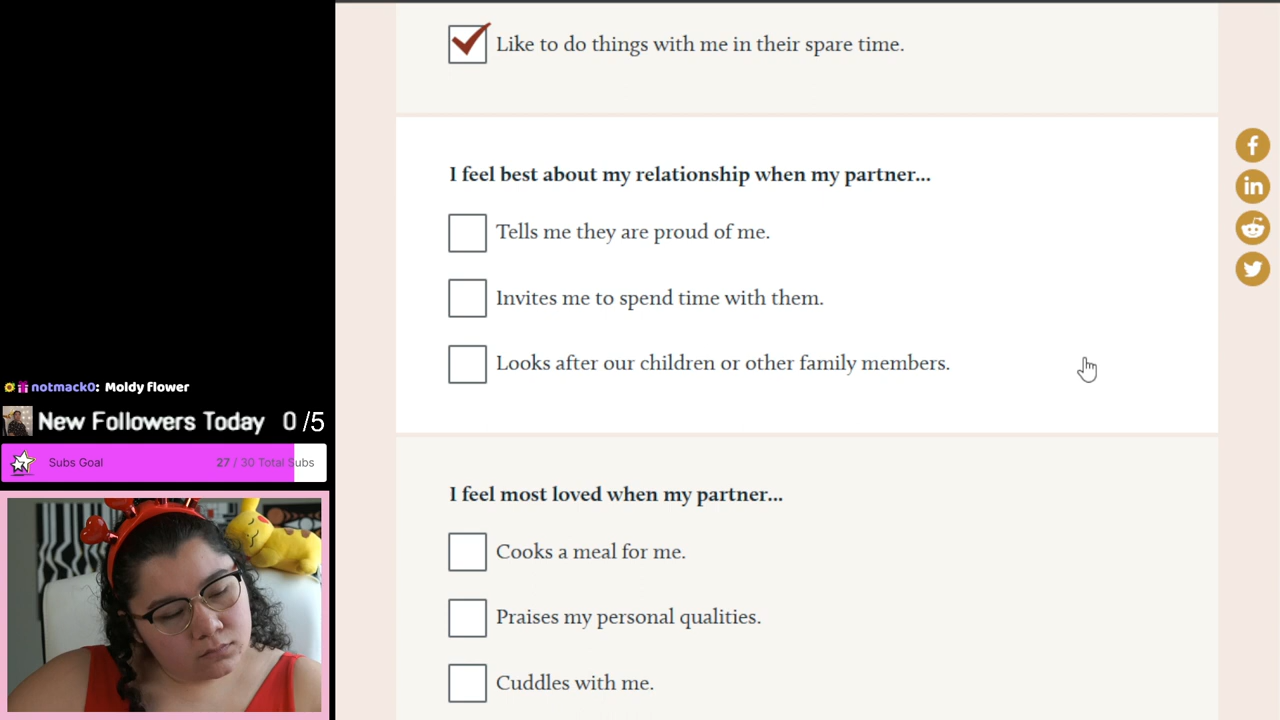 Like to do things with me in their spare time.
I feel best about my relationship when my partner...
Tells me they are proud of me.
Invites me to spend time with them.
Looks after our children or other family members.
I feel most loved when my partner...
Cooks a meal for me.
Praises my personal qualities.
Cuddles with me.
notmack0: Moldy flower
New Followers Today 0 /5
Subs Goal 27 / 30 Total Subs